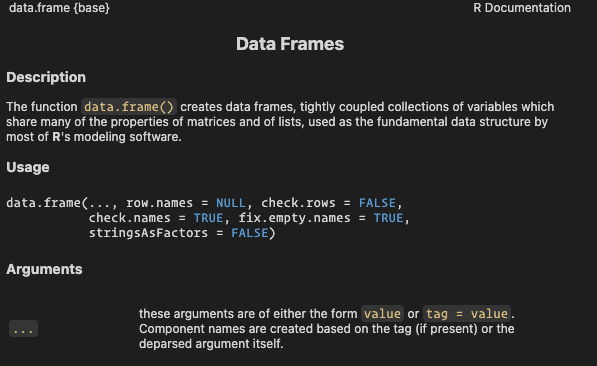 data.frame {base} R Documentation
Data Frames
Description
The function data.frame() creates data frames, tightly coupled collections of variables which
share many of the properties of matrices and of lists, used as the fundamental data structure by
most of R's modeling software.
Usage
data.frame(..., row.names = NULL, check.rows = FALSE,
           check.names = TRUE, fix.empty.names = TRUE,
           stringsAsFactors = FALSE)
Arguments
... these arguments are of either the form value or tag = value.
Component names are created based on the tag (if present) or the
deparsed argument itself.